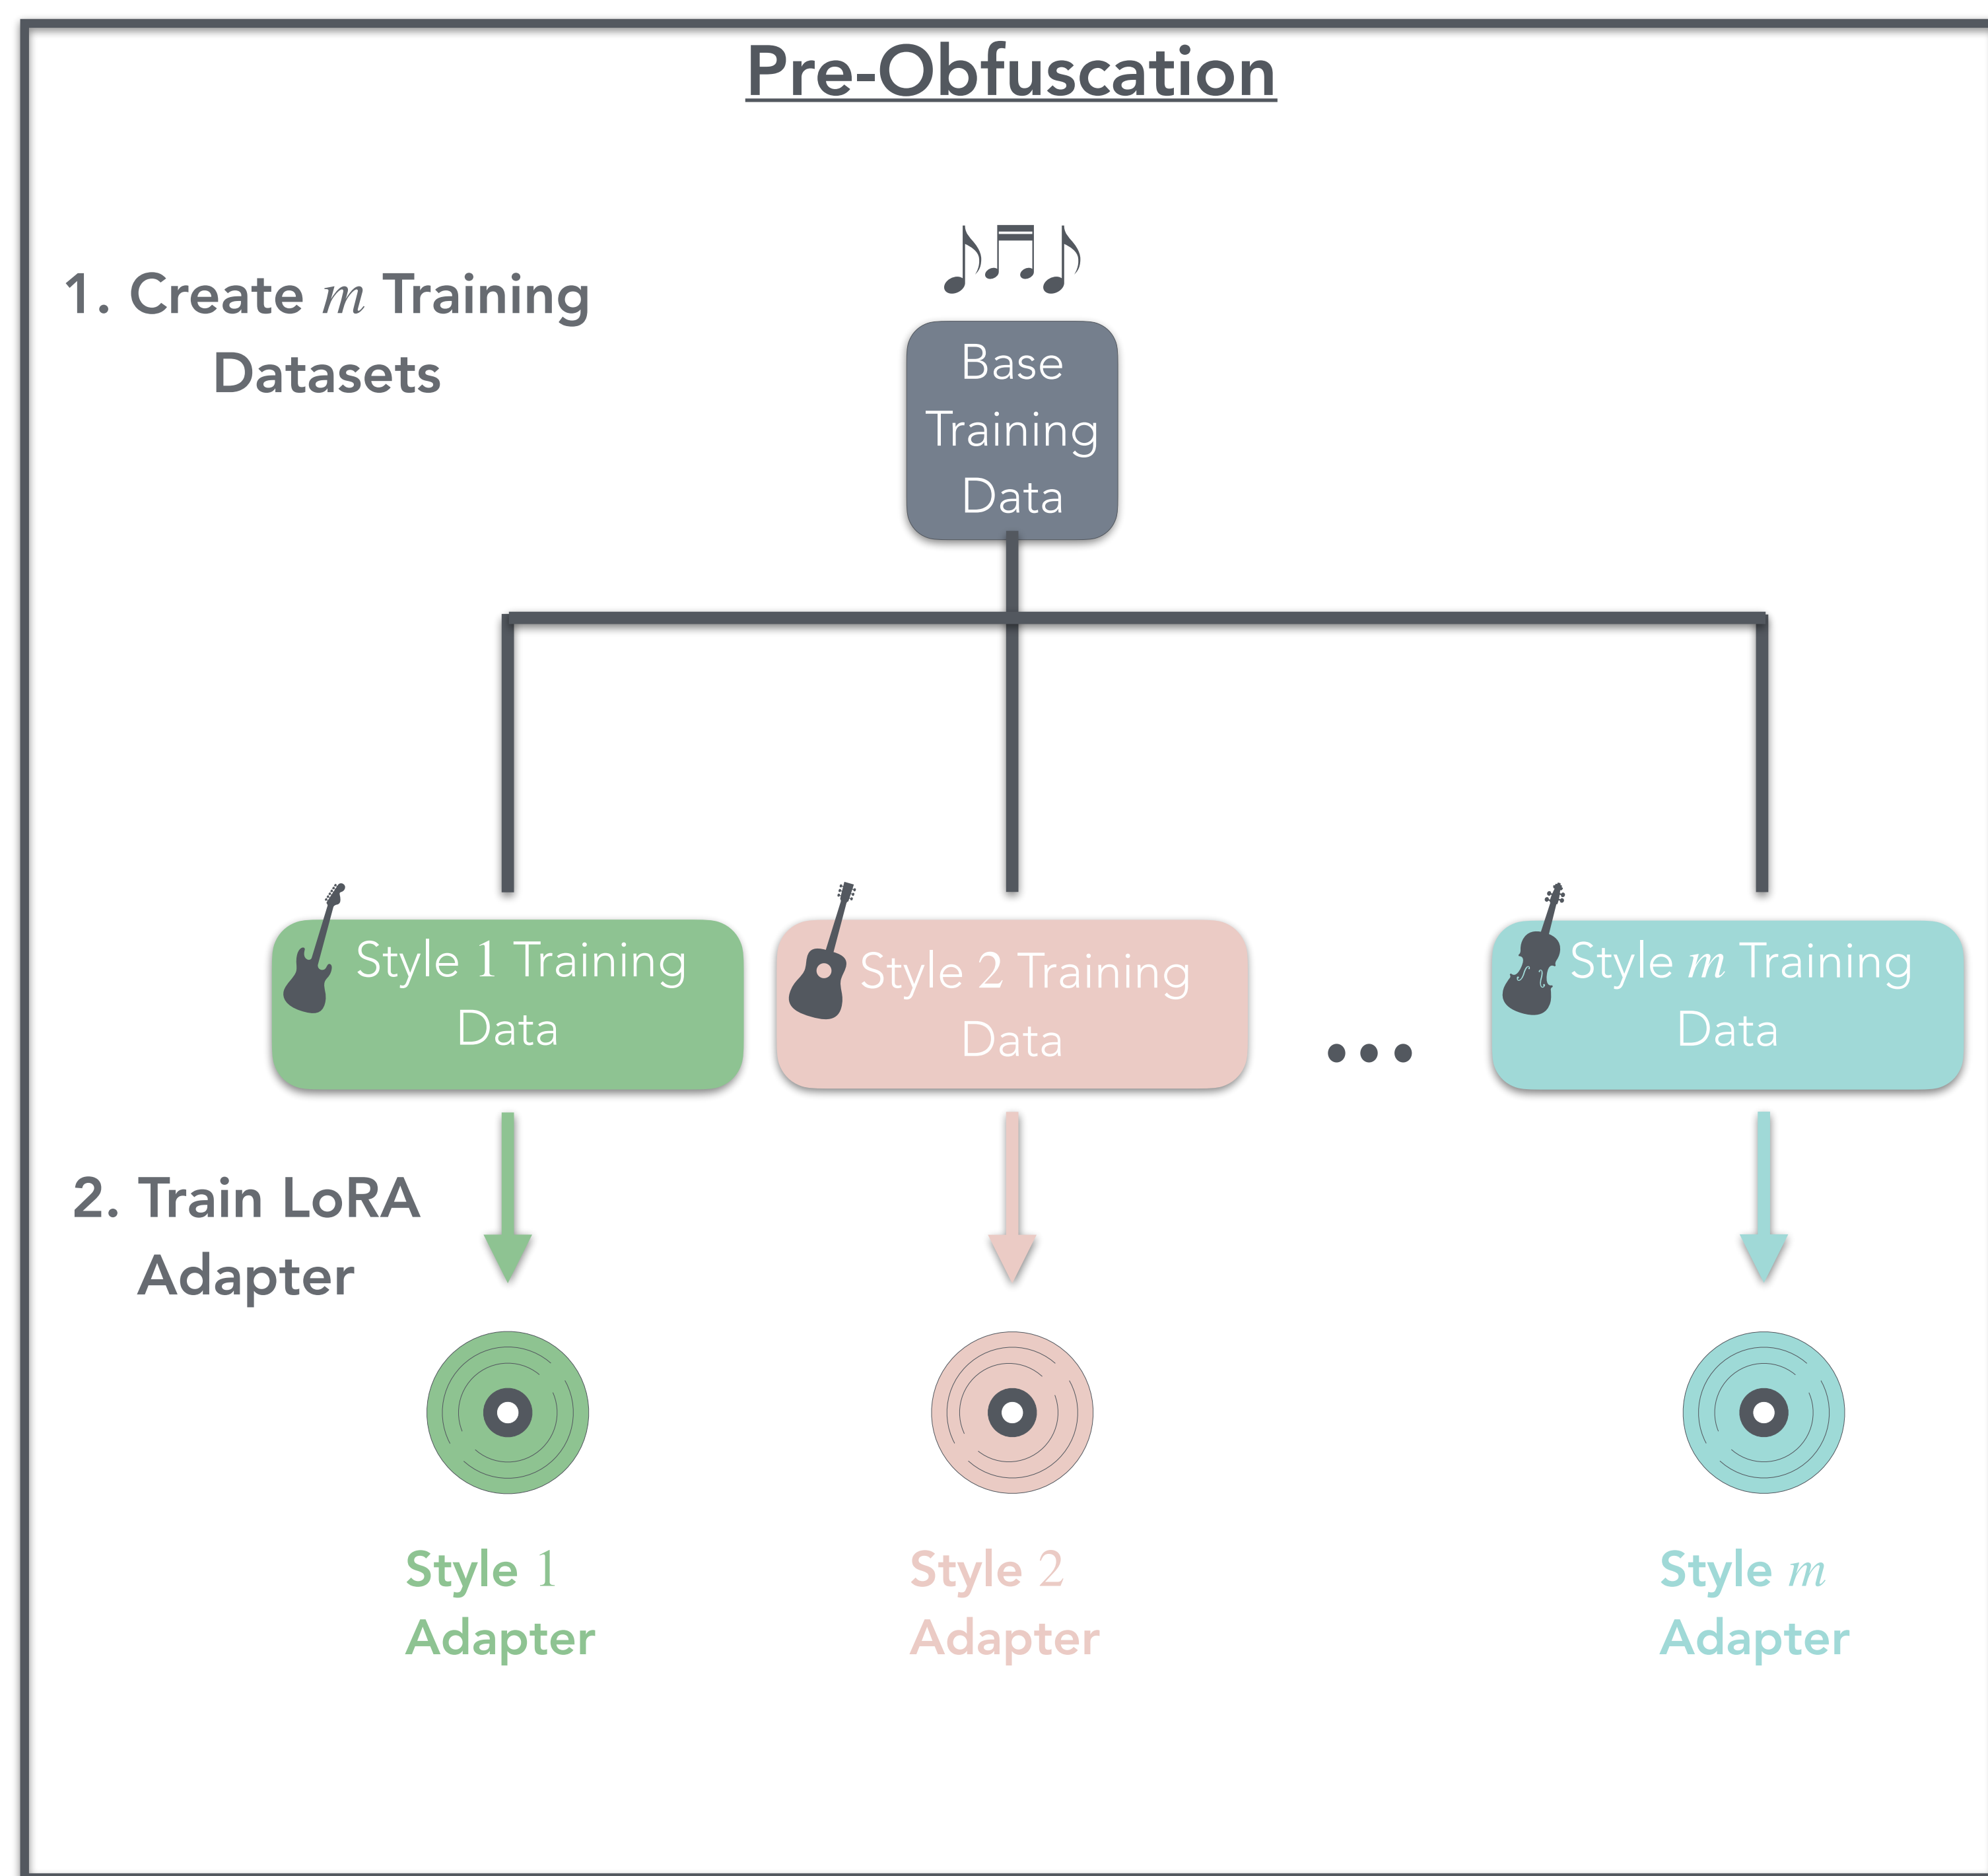 Pre-Obfuscation
1. Create m Training
Datasets
Base
Training
Data
Style 1 Training
Data
Style 2 Training
Data
...
Style m Training
Data
2. Train LoRA
Adapter
Style 1
Adapter
Style 2
Adapter
Style m
Adapter